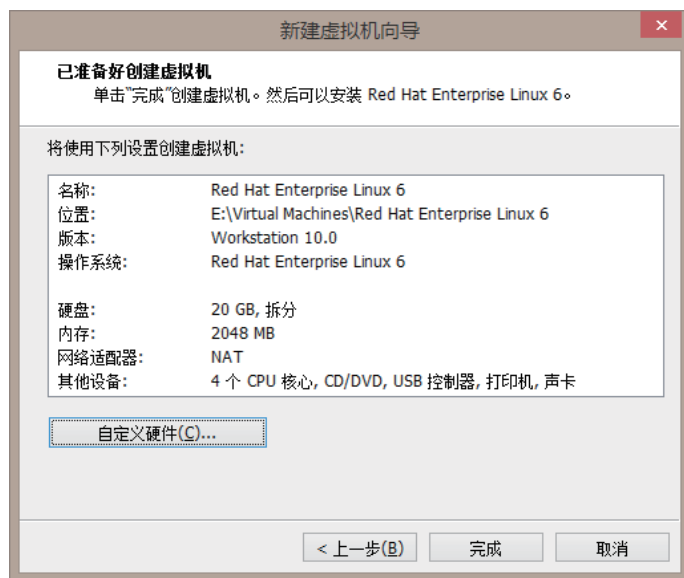 新建虚拟机向导
已准备好创建虚拟机
单击"完成"创建虚拟机。然后可以安装 Red Hat Enterprise Linux 6。
将使用下列设置创建虚拟机:
名称: Red Hat Enterprise Linux 6
位置: E:\Virtual Machines\Red Hat Enterprise Linux 6
版本: Workstation 10.0
操作系统: Red Hat Enterprise Linux 6
硬盘: 20 GB, 拆分
内存: 2048 MB
网络适配器: NAT
其他设备: 4 个 CPU 核心, CD/DVD, USB 控制器, 打印机, 声卡
自定义硬件(C)...
< 上一步(B) 完成 取消